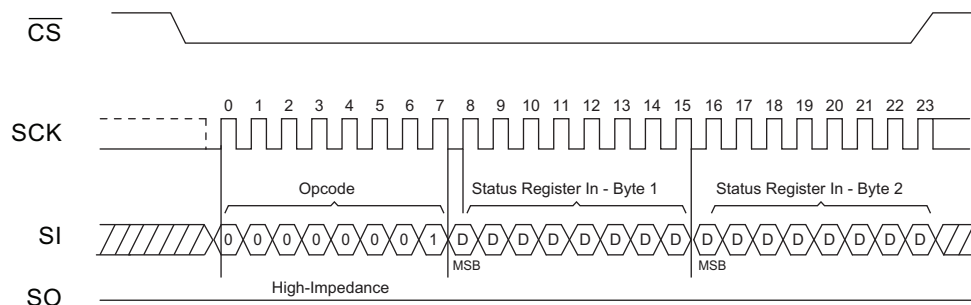 CS
0 1 2 3 4 5 6 7 8 9 10 11 12 13 14 15 16 17 18 19 20 21 22 23
SCK
Opcode Status Register In - Byte 1 Status Register In - Byte 2
SI 0 0 0 0 0 0 0 1 D D D D D D D D D D D D D D D D
MSB MSB
High-Impedance
SO